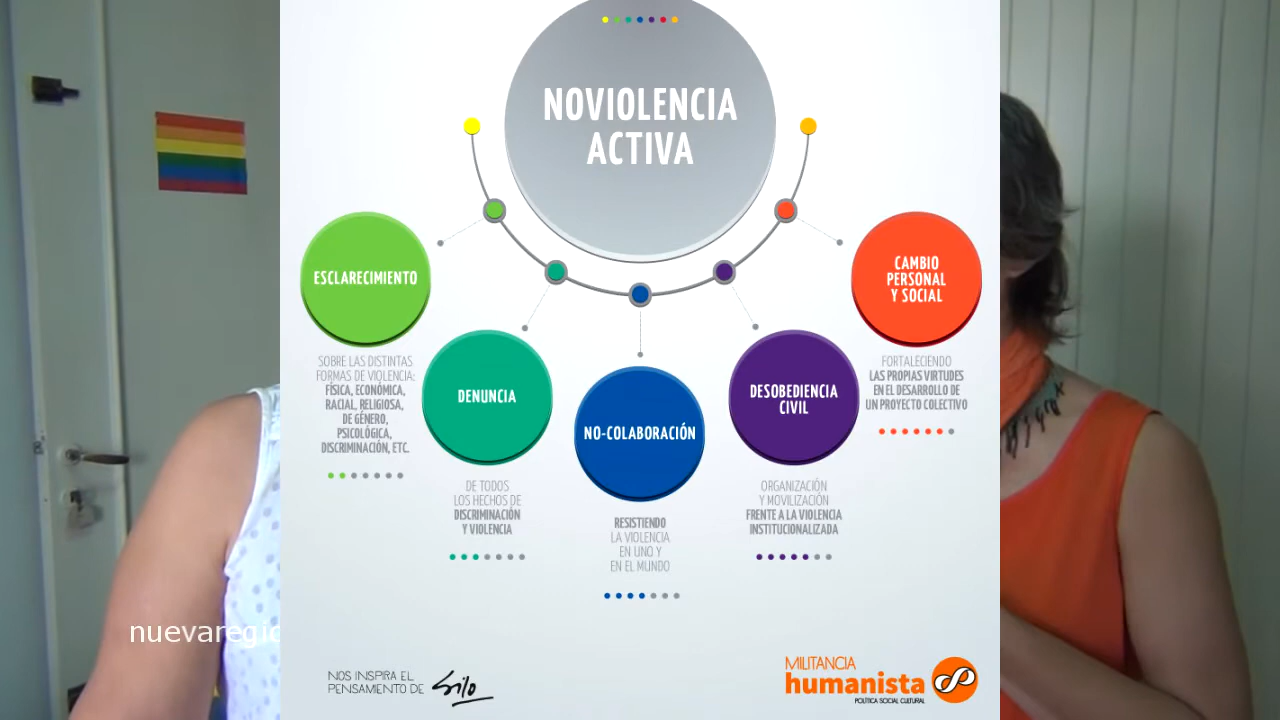 NOVIOLENCIA
ACTIVA
ESCLARECIMIENTO
SOBRE LAS DISTINTAS
FORMAS DE VIOLENCIA:
FÍSICA, ECONÓMICA,
RACIAL, RELIGIOSA,
DE GÉNERO,
PSICOLÓGICA,
DISCRIMINACIÓN, ETC.
DENUNCIA
DE TODOS
LOS HECHOS DE
DISCRIMINACIÓN
Y VIOLENCIA
NO-COLABORACIÓN
RESISTIENDO
LA VIOLENCIA
EN UNO Y
EN EL MUNDO
DESOBEDIENCIA
CIVIL
ORGANIZACIÓN
Y MOVILIZACIÓN
FRENTE A LA VIOLENCIA
INSTITUCIONALIZADA
CAMBIO
PERSONAL
Y SOCIAL
FORTALECIENDO
LAS PROPIAS VIRTUDES
EN EL DESARROLLO DE
UN PROYECTO COLECTIVO
nuevaregio
NOS INSPIRA EL
PENSAMENTO DE Silo
MILITANCIA
humanista
POLÍTICA SOCIAL CULTURAL